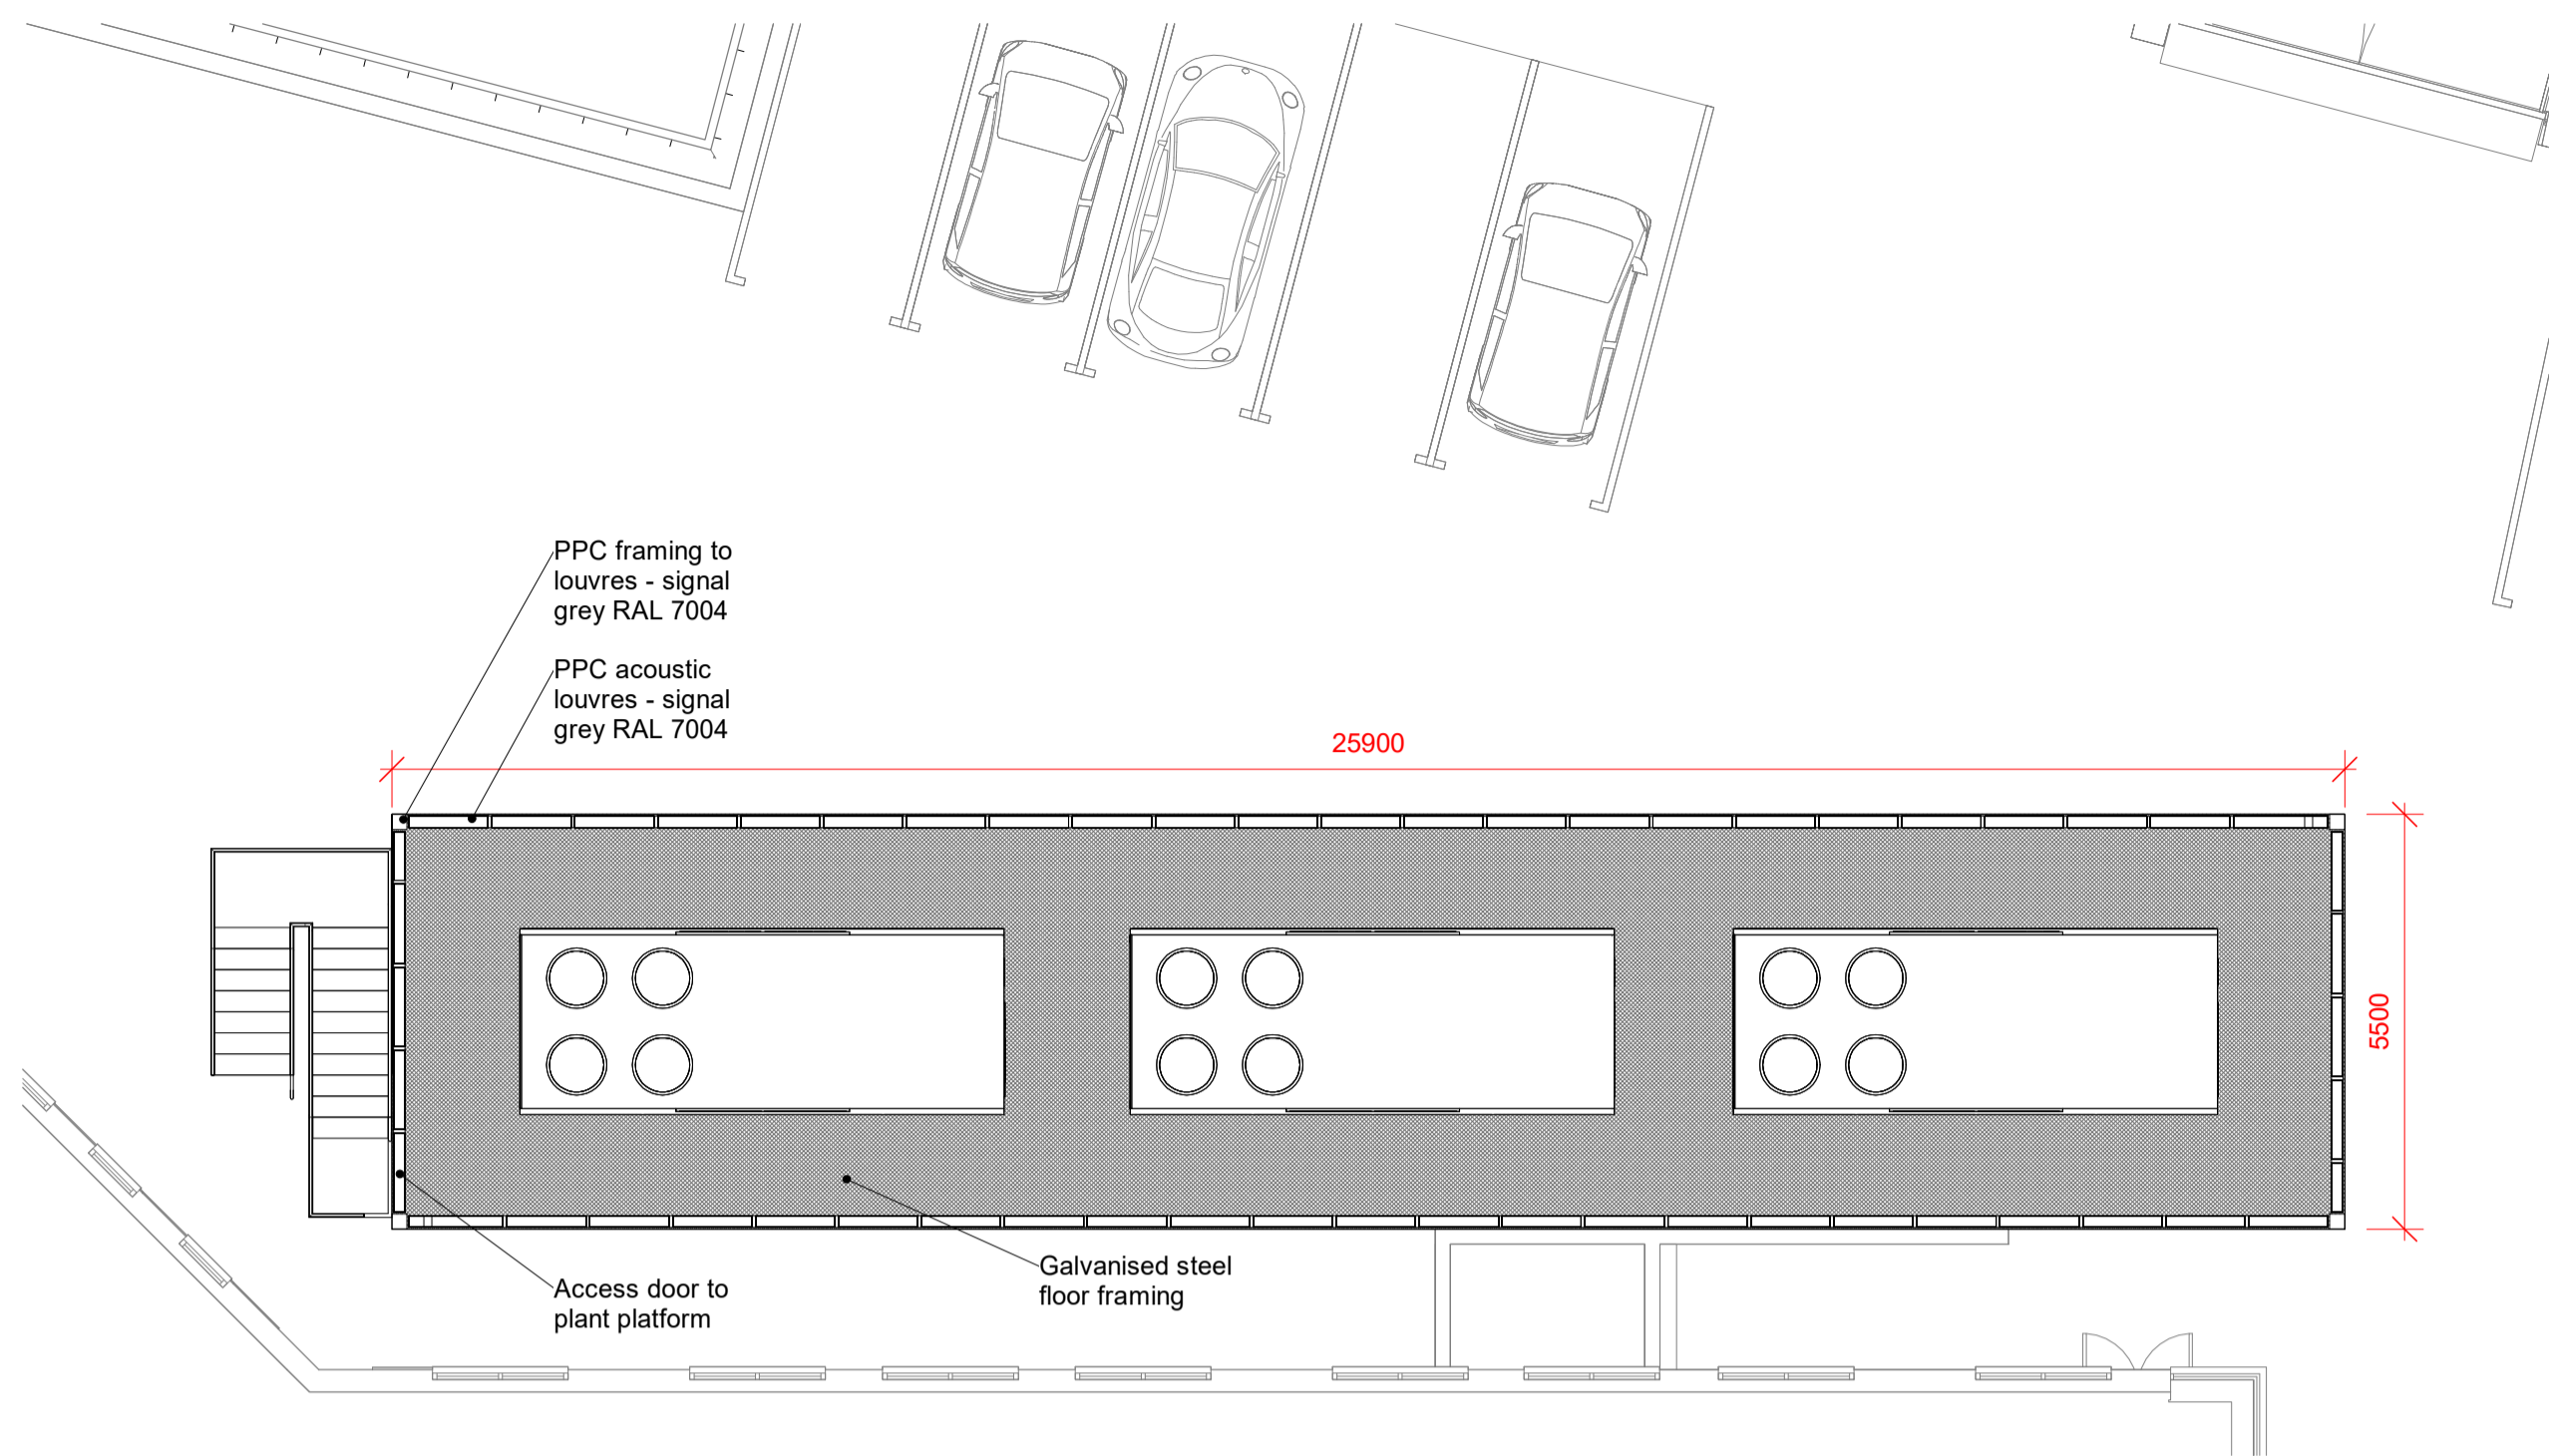 PPC framing to
louvres - signal
grey RAL 7004
PPC acoustic
louvres - signal
grey RAL 7004
25900
5500
Access door to
plant platform
Galvanised steel
floor framing